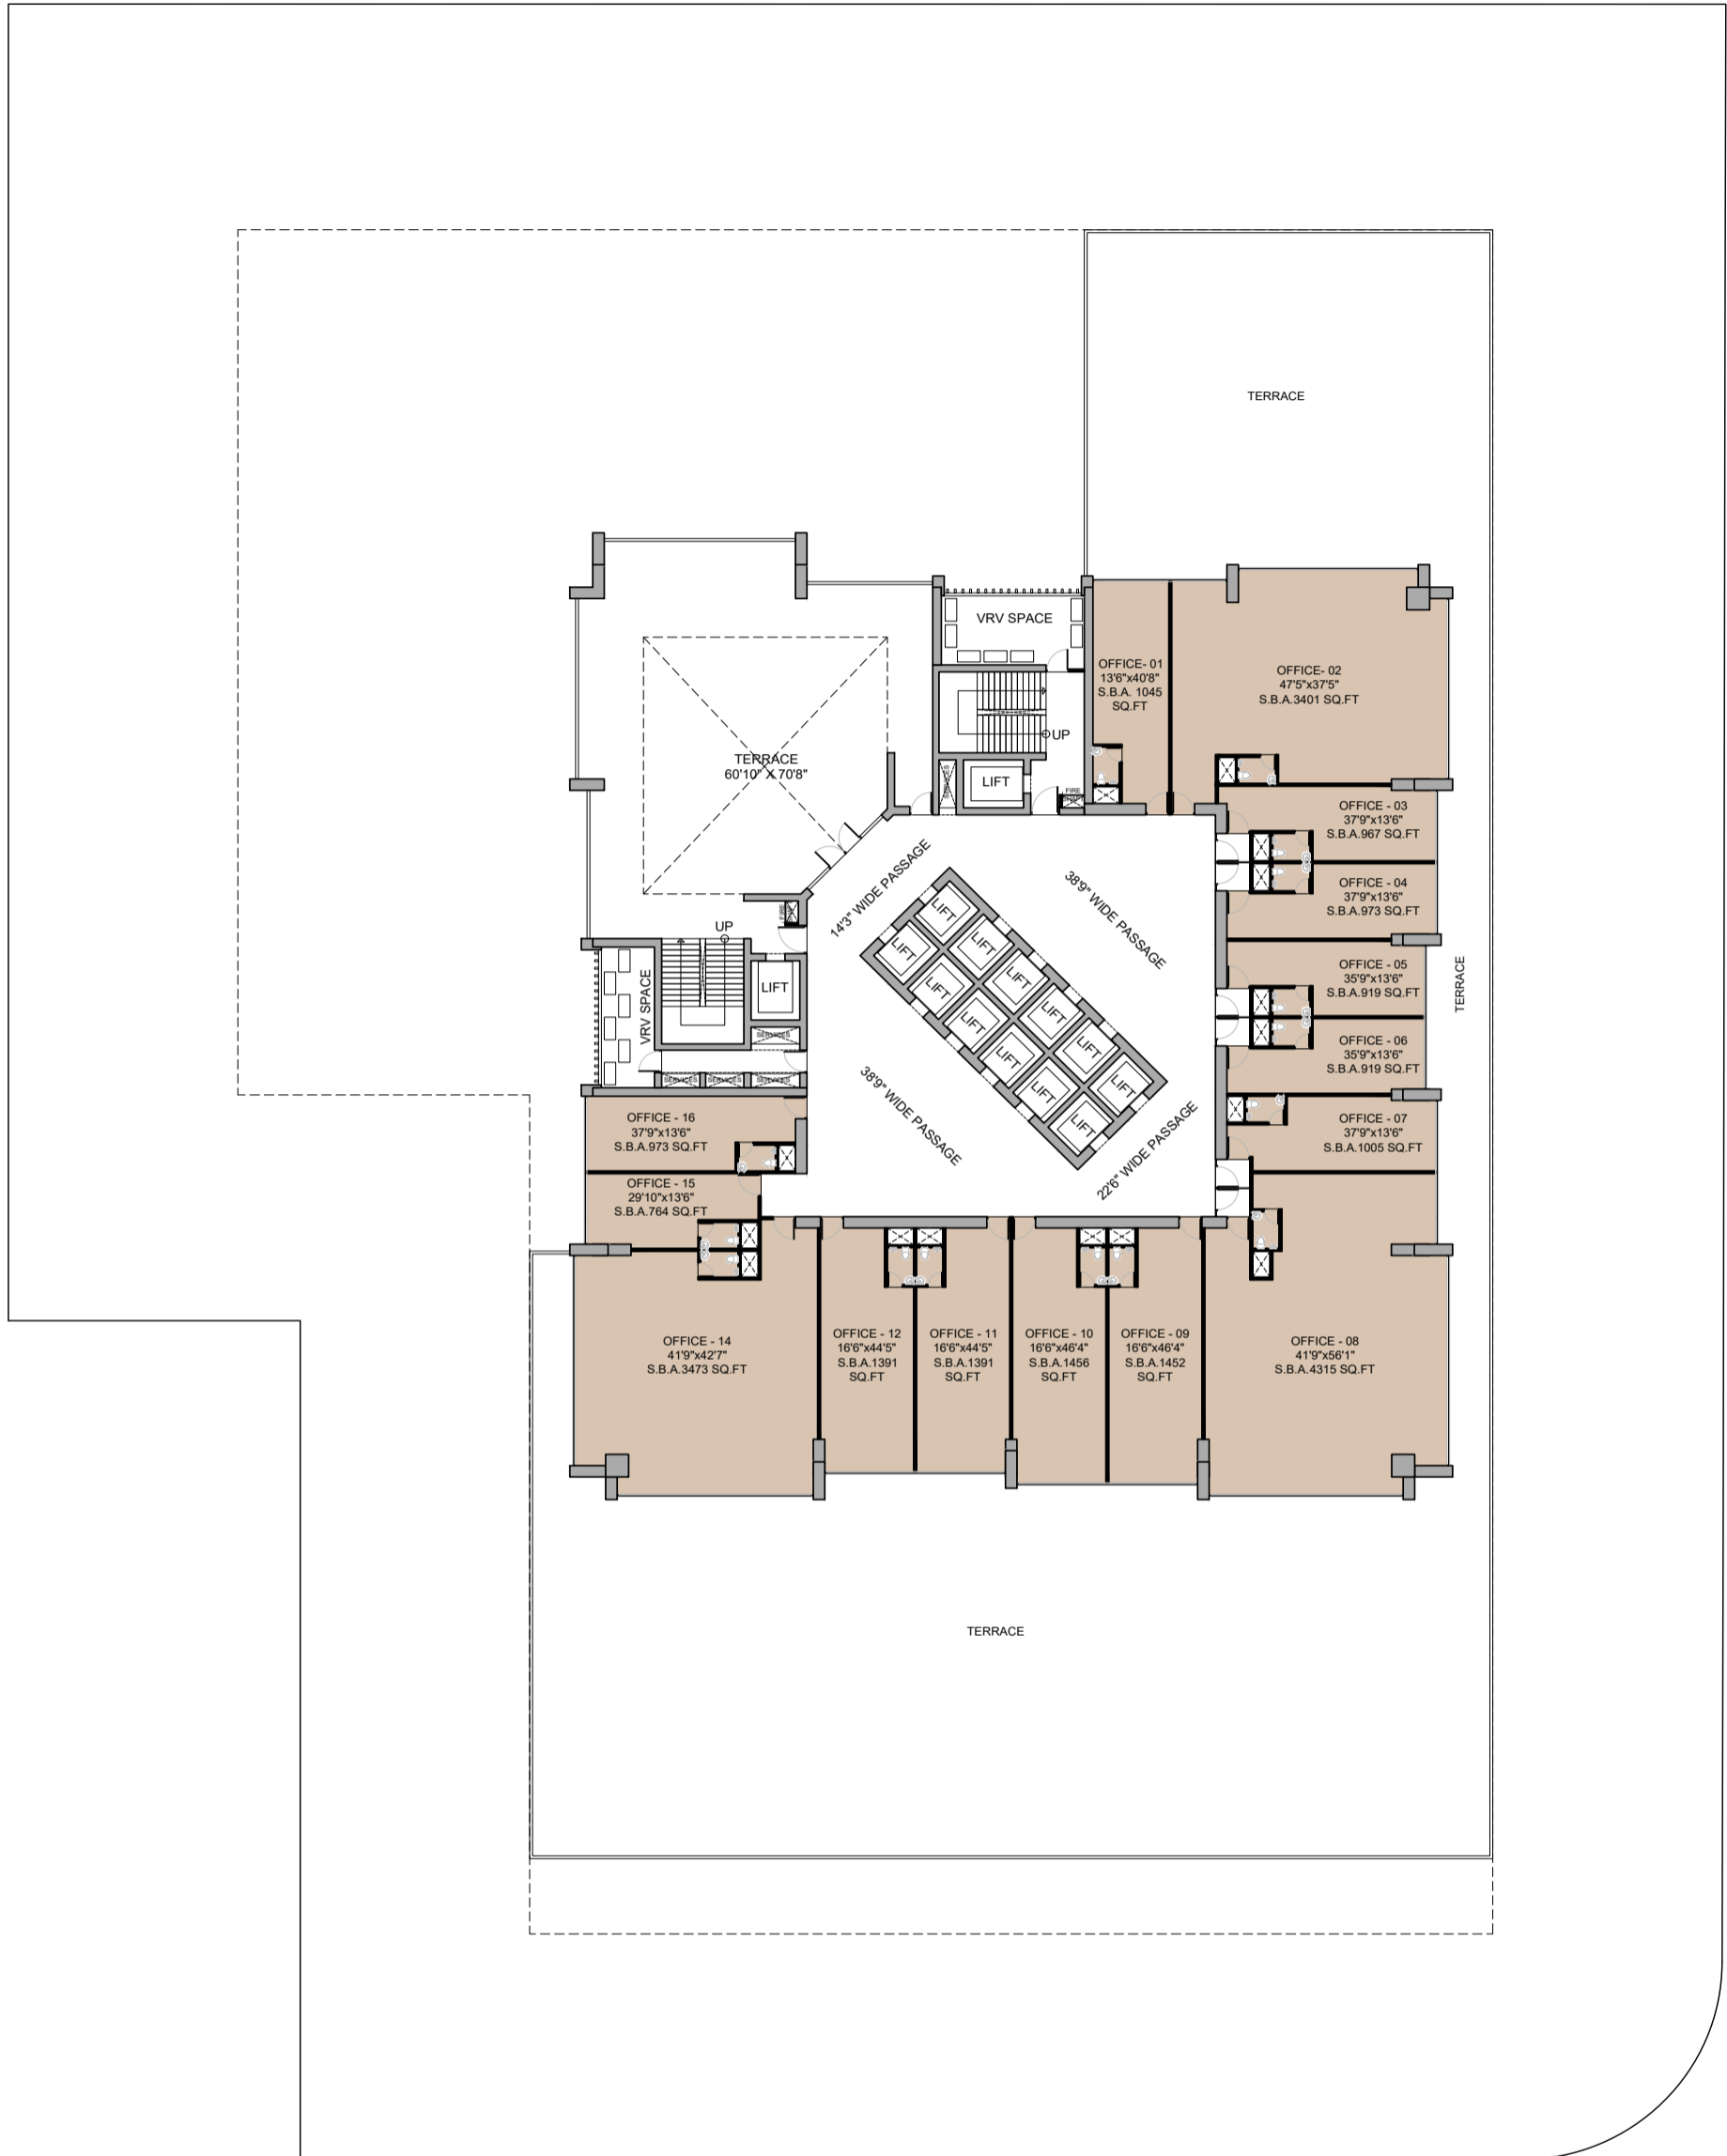 TERRACE
VRV SPACE
OFFICE- 01
13'6"x40'8"
S.B.A. 1045
SQ.FT
OFFICE- 02
47'5"x37'5"
S.B.A.3401 SQ.FT
UP
TERRACE
60'10" X 70'8"
SERVICES
LIFT
FIRE
OFFICE - 03
37'9"x13'6"
S.B.A.967 SQ.FT
14'3" WIDE PASSAGE
38'9" WIDE PASSAGE
OFFICE - 04
37'9"x13'6"
S.B.A.973 SQ.FT
FIRE
UP
LIFT
LIFT
LIFT
LIFT
LIFT
LIFT
LIFT
LIFT
LIFT
LIFT
LIFT
LIFT
OFFICE - 05
35'9"x13'6"
S.B.A.919 SQ.FT
TERRACE
LIFT
VRV SPACE
SERVICES
OFFICE - 06
35'9"x13'6"
S.B.A.919 SQ.FT
SERVICES
SERVICES
SERVICES
38'9" WIDE PASSAGE
22'6" WIDE PASSAGE
OFFICE - 16
37'9"x13'6"
S.B.A.973 SQ.FT
OFFICE - 07
37'9"x13'6"
S.B.A.1005 SQ.FT
OFFICE - 15
29'10"x13'6"
S.B.A.764 SQ.FT
OFFICE - 14
41'9"x42'7"
S.B.A.3473 SQ.FT
OFFICE - 12
16'6"x44'5"
S.B.A.1391
SQ.FT
OFFICE - 11
16'6"x44'5"
S.B.A.1391
SQ.FT
OFFICE - 10
16'6"x46'4"
S.B.A.1456
SQ.FT
OFFICE - 09
16'6"x46'4"
S.B.A.1452
SQ.FT
OFFICE - 08
41'9"x56'1"
S.B.A.4315 SQ.FT
TERRACE